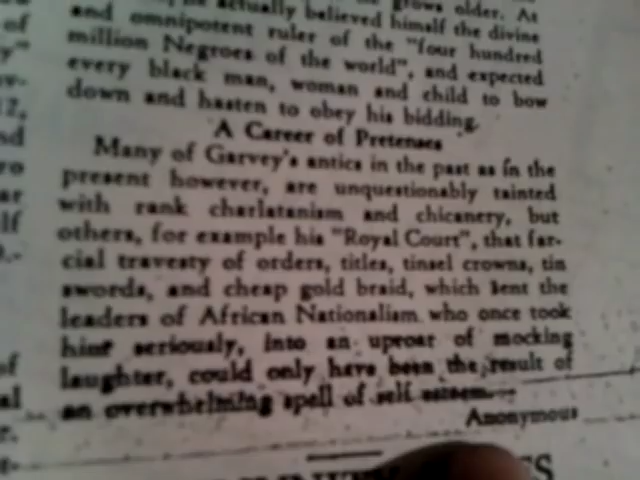 grows older. At
he actually believed himself the divine
and omnipotent ruler of the "four hundred
million Negroes of the world", and expected
every black man, woman and child to bow
down and hasten to obey his bidding.
A Career of Pretenses
Many of Garvey's antics in the past as in the
present however, are unquestionably tainted
with rank charlatanism and chicanery, but
others, for example his "Royal Court", that far-
cial travesty of orders, titles, tinsel crowns, tin
swords, and cheap gold braid, which sent the
leaders of African Nationalism who once took
him seriously, into an uproar of mocking
laughter, could only have been the result of
an overwhelming spell of self esteem.
Anonymous